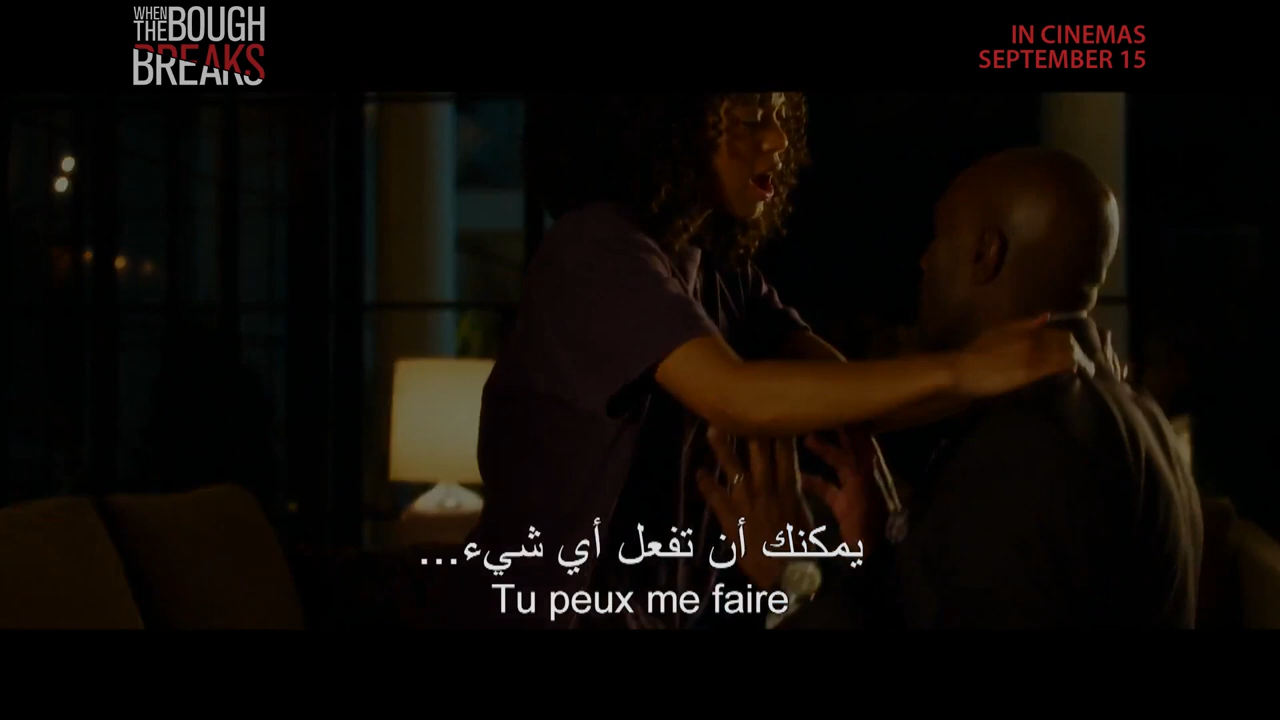 WHEN
THE BOUGH
BREAKS
IN CINEMAS
SEPTEMBER 15
يمكنك أن تفعل أي شيء...
Tu peux me faire